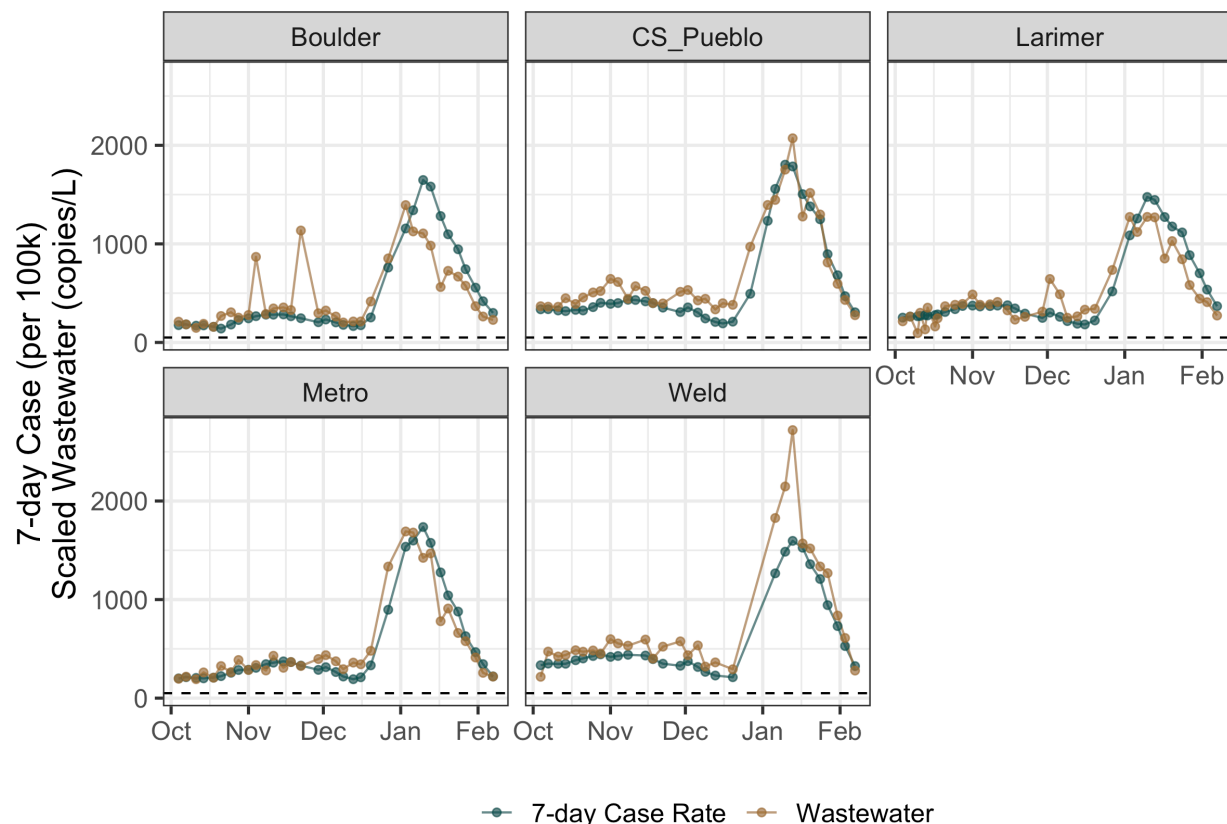 Boulder
CS_Pueblo
Larimer
7-day Case (per 100k)
Scaled Wastewater (copies/L)
2000
1000
0
Oct Nov Dec Jan Feb
Metro
Weld
2000
1000
0
Oct Nov Dec Jan Feb
Oct Nov Dec Jan Feb
7-day Case Rate
Wastewater